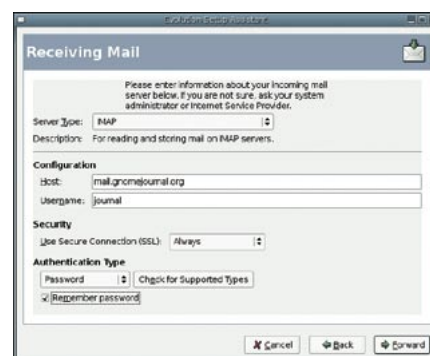 Evolution Setup Assistant
Receiving Mail
Please enter information about your incoming mail
server below. If you are not sure, ask your system
administrator or Internet Service Provider.
Server Type: IMAP
Description: For reading and storing mail on IMAP servers.
Configuration
Host: mail.gnomejournal.org
Username: journal
Security
Use Secure Connection (SSL): Always
Authentication Type
Password Check for Supported Types
Remember password
Cancel Back Forward